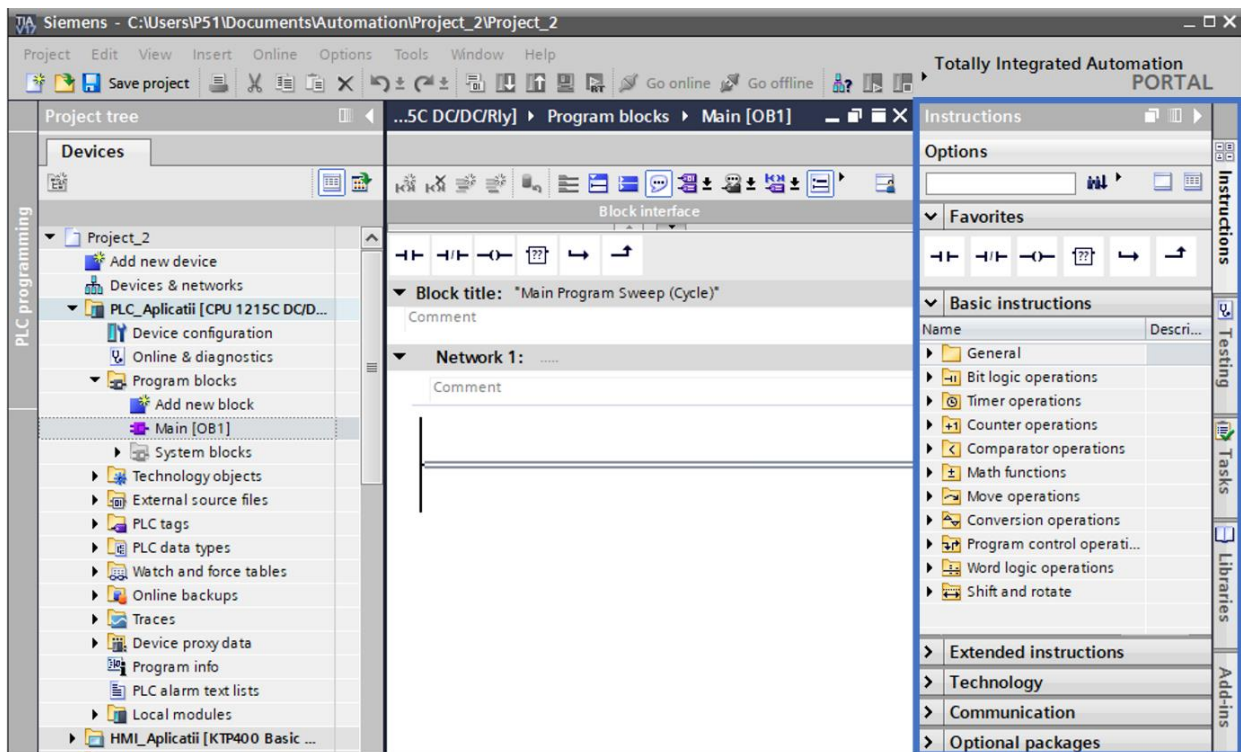 Siemens - C:\Users\P51\Documents\Automation\Project_2\Project_2
Project Edit View Insert Online Options Tools Window Help
Save project
Go online
Go offline
Totally Integrated Automation
PORTAL
PLC programming
Project tree
Devices
Project_2
Add new device
Devices & networks
PLC_Aplicatii [CPU 1215C DC/D...
Device configuration
Online & diagnostics
Program blocks
Add new block
Main [OB1]
System blocks
Technology objects
External source files
PLC tags
PLC data types
Watch and force tables
Online backups
Traces
Device proxy data
Program info
PLC alarm text lists
Local modules
HMI_Aplicatii [KTP400 Basic ...
...5C DC/DC/Rly] Program blocks Main [OB1]
Block interface
??
Block title: "Main Program Sweep (Cycle)"
Comment
Network 1: .....
Comment
Instructions
Options
Favorites
??
Basic instructions
Name Descri...
General
Bit logic operations
Timer operations
Counter operations
Comparator operations
Math functions
Move operations
Conversion operations
Program control operati...
Word logic operations
Shift and rotate
Extended instructions
Technology
Communication
Optional packages
Instructions
Testing
Tasks
Libraries
Add-ins